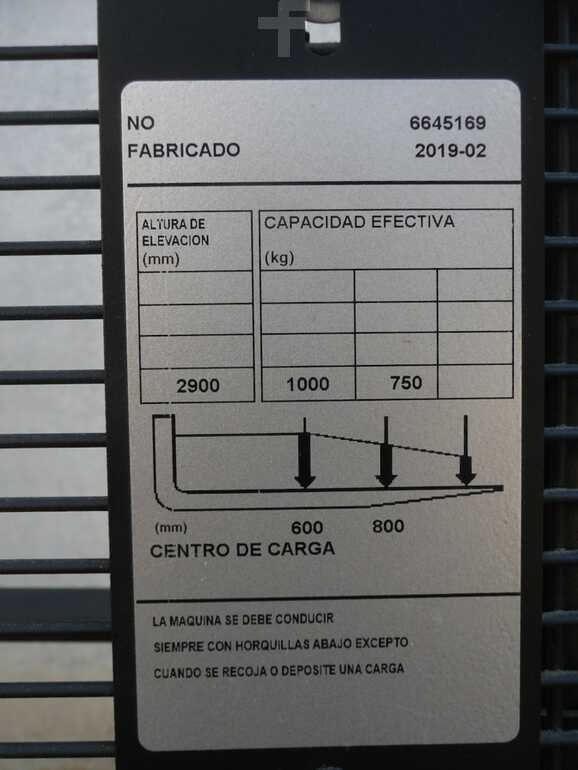 f
NO 6645169
FABRICADO 2019-02
ALTURA DE ELEVACION (mm)
CAPACIDAD EFECTIVA
(kg)
2900 1000 750
(mm) 600 800
CENTRO DE CARGA
LA MAQUINA SE DEBE CONDUCIR
SIEMPRE CON HORQUILLAS ABAJO EXCEPTO
CUANDO SE RECOJA O DEPOSITE UNA CARGA